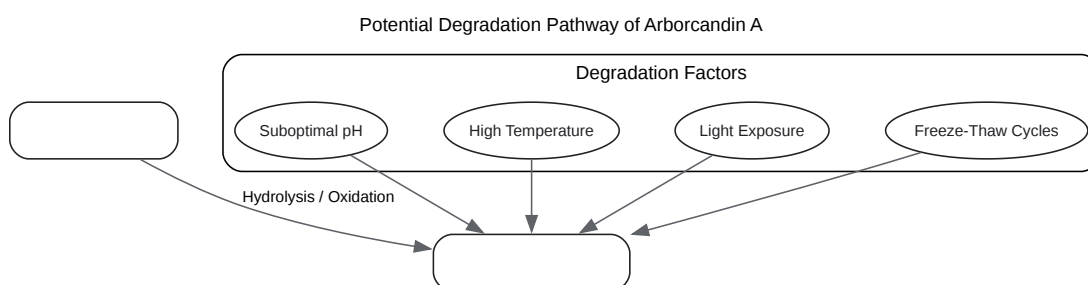 Potential Degradation Pathway of Arborcandin A
Degradation Factors
Suboptimal pH
High Temperature
Light Exposure
Freeze-Thaw Cycles
Hydrolysis / Oxidation